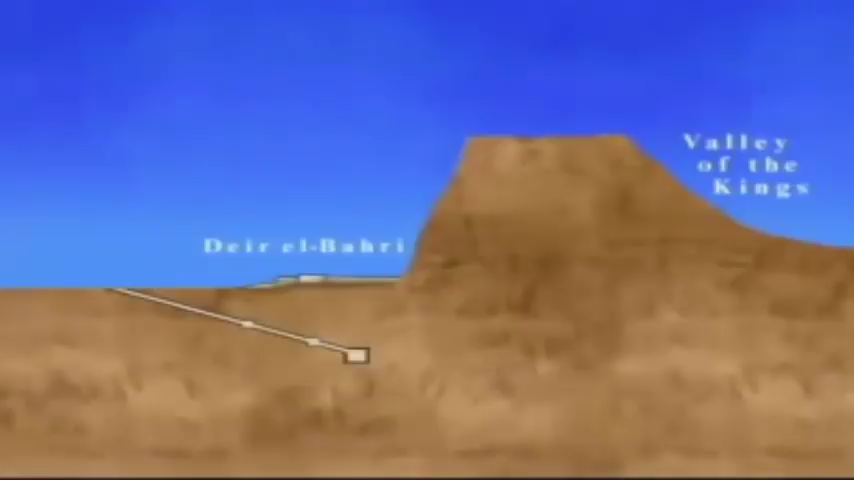 Valley
of the
Kings
Deir el-Bahri